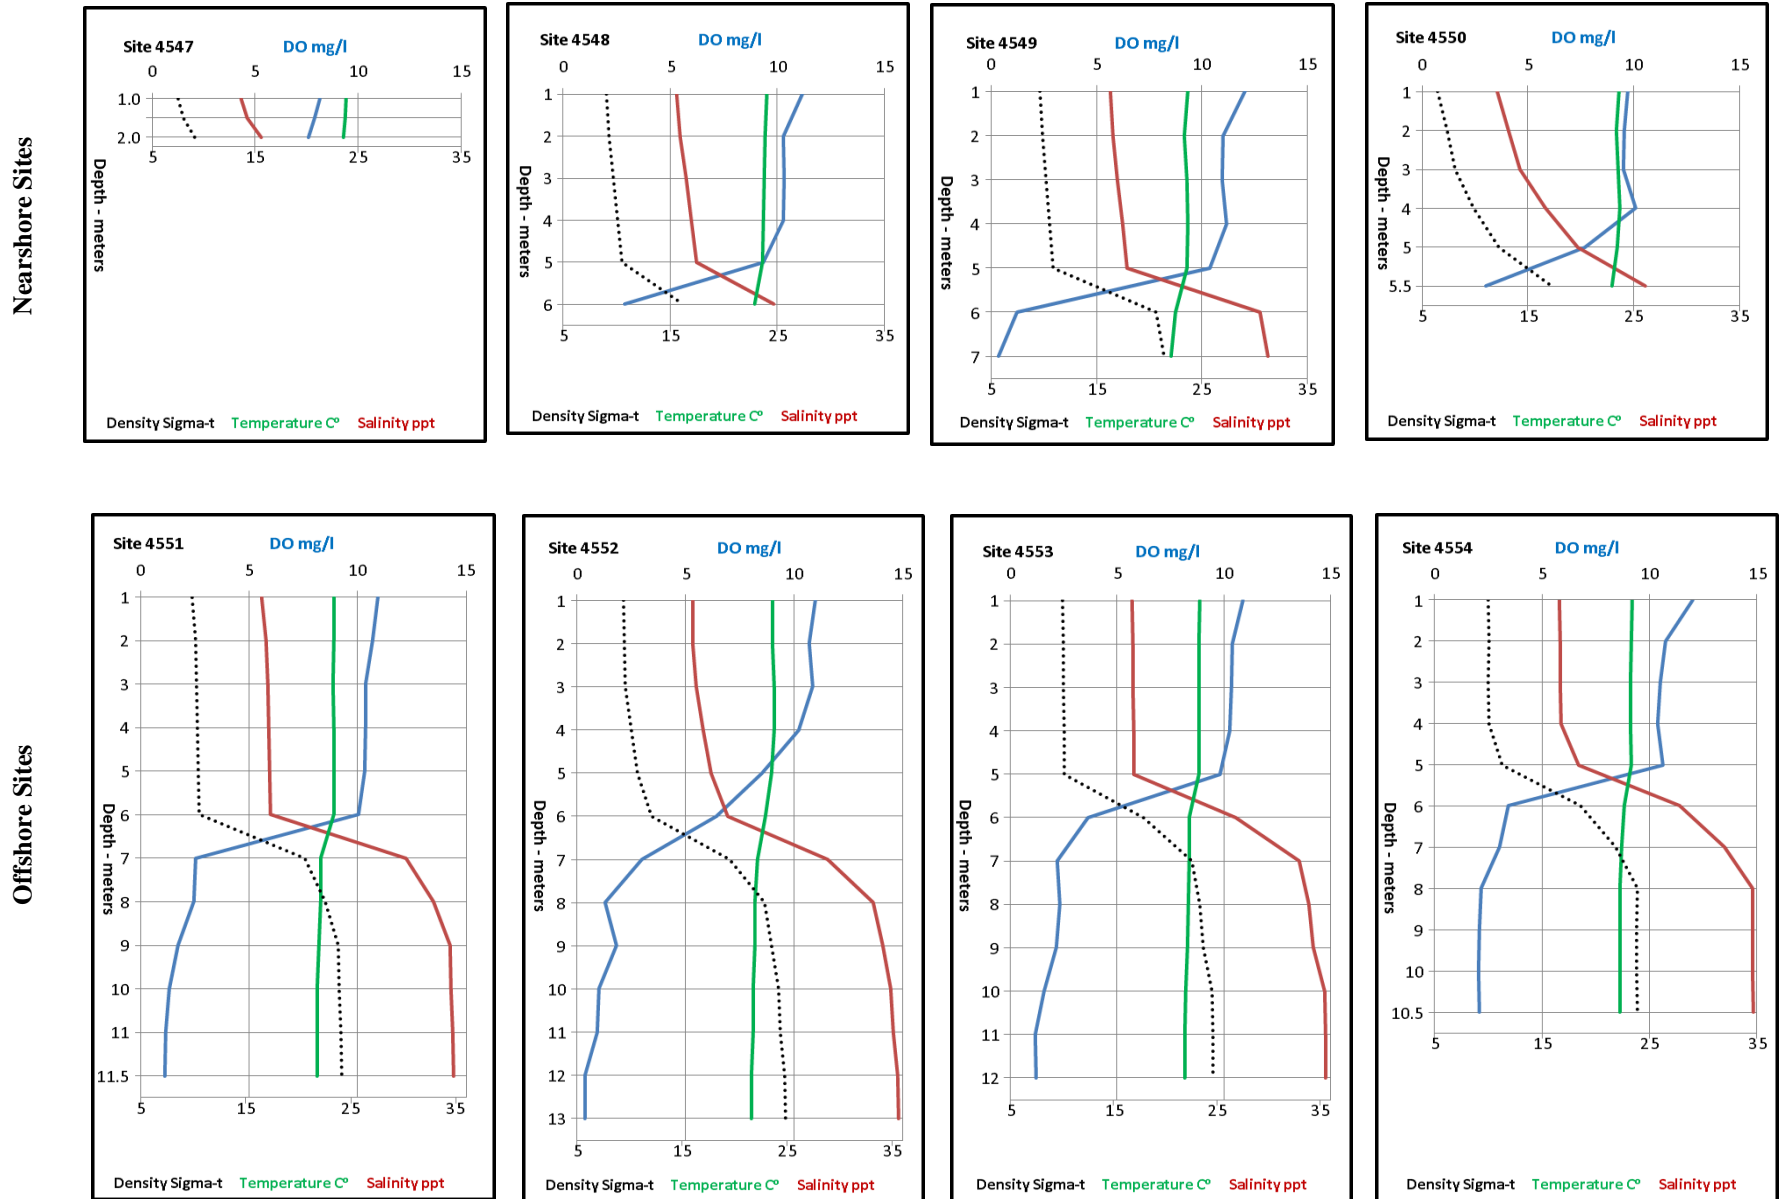 Nearshore Sites
Site 4547 DO mg/l
0 5 10 15
1.0
2.0
5 15 25 35
Depth - meters
Density Sigma-t Temperature Cº Salinity ppt
Site 4548 DO mg/l
0 5 10 15
1
2
3
4
5
6
5 15 25 35
Depth - meters
Density Sigma-t Temperature Cº Salinity ppt
Site 4549 DO mg/l
0 5 10 15
1
2
3
4
5
6
7
5 15 25 35
Depth - meters
Density Sigma-t Temperature Cº Salinity ppt
Site 4550 DO mg/l
0 5 10 15
1
2
3
4
5
5.5
5 15 25 35
Depth - meters
Density Sigma-t Temperature Cº Salinity ppt
Offshore Sites
Site 4551 DO mg/l
0 5 10 15
1
2
3
4
5
6
7
8
9
10
11
11.5
5 15 25 35
Depth - meters
Density Sigma-t Temperature Cº Salinity ppt
Site 4552 DO mg/l
0 5 10 15
1
2
3
4
5
6
7
8
9
10
11
12
13
5 15 25 35
Depth - meters
Density Sigma-t Temperature Cº Salinity ppt
Site 4553 DO mg/l
0 5 10 15
1
2
3
4
5
6
7
8
9
10
11
12
5 15 25 35
Depth - meters
Density Sigma-t Temperature Cº Salinity ppt
Site 4554 DO mg/l
0 5 10 15
1
2
3
4
5
6
7
8
9
10
10.5
5 15 25 35
Depth - meters
Density Sigma-t Temperature Cº Salinity ppt